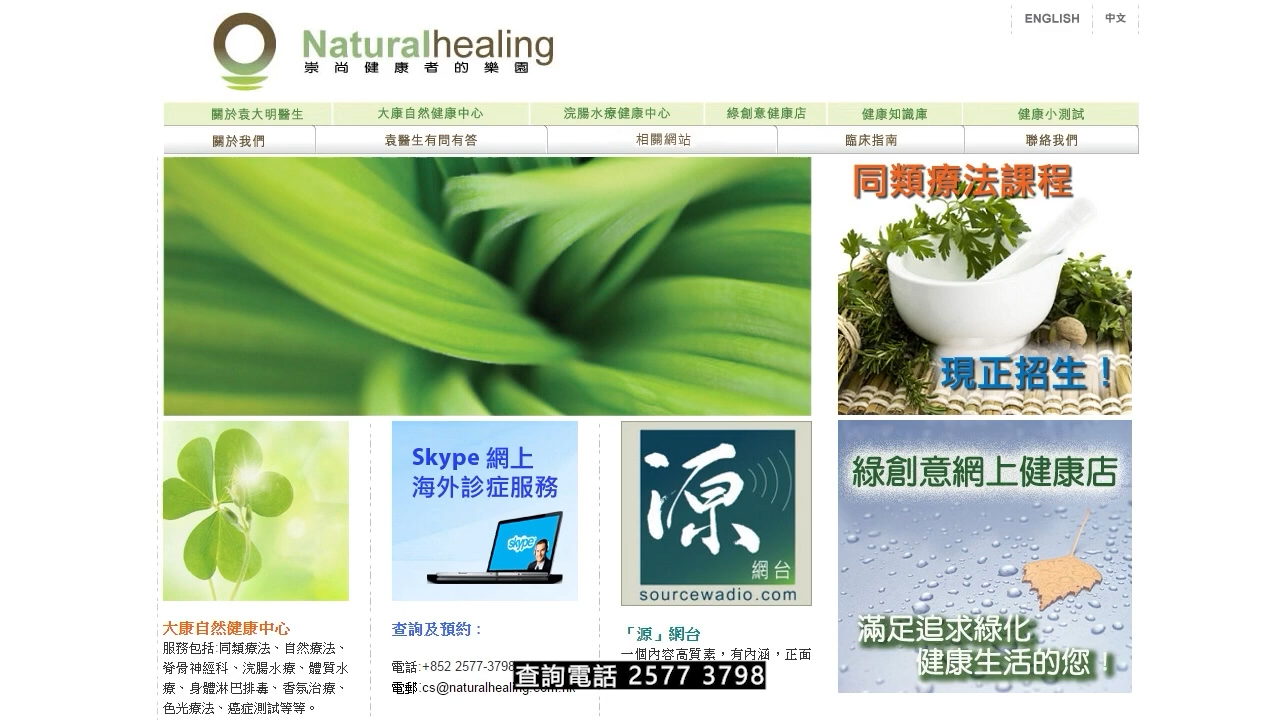 ENGLISH
中文
Naturalhealing
崇尚健康者的樂園
關於袁大明醫生
大康自然健康中心
浣腸水療健康中心
綠創意健康店
健康知識庫
健康小測試
關於我們
袁醫生有問有答
相關網站
臨床指南
聯絡我們
同類療法課程
現正招生！
Skype 網上
海外診症服務
skype
源
網台
sourcewadio.com
綠創意網上健康店
滿足追求綠化
健康生活的您！
大康自然健康中心
服務包括:同類療法、自然療法、
脊骨神經科、浣腸水療、體質水
療、身體淋巴排毒、香氛治療、
色光療法、癌症測試等等。
查詢及預約：
電話:+852 2577-3798
電郵:cs@naturalhealing.com.hk
「源」網台
一個內容高質素，有內涵，正面
查詢電話 2577 3798